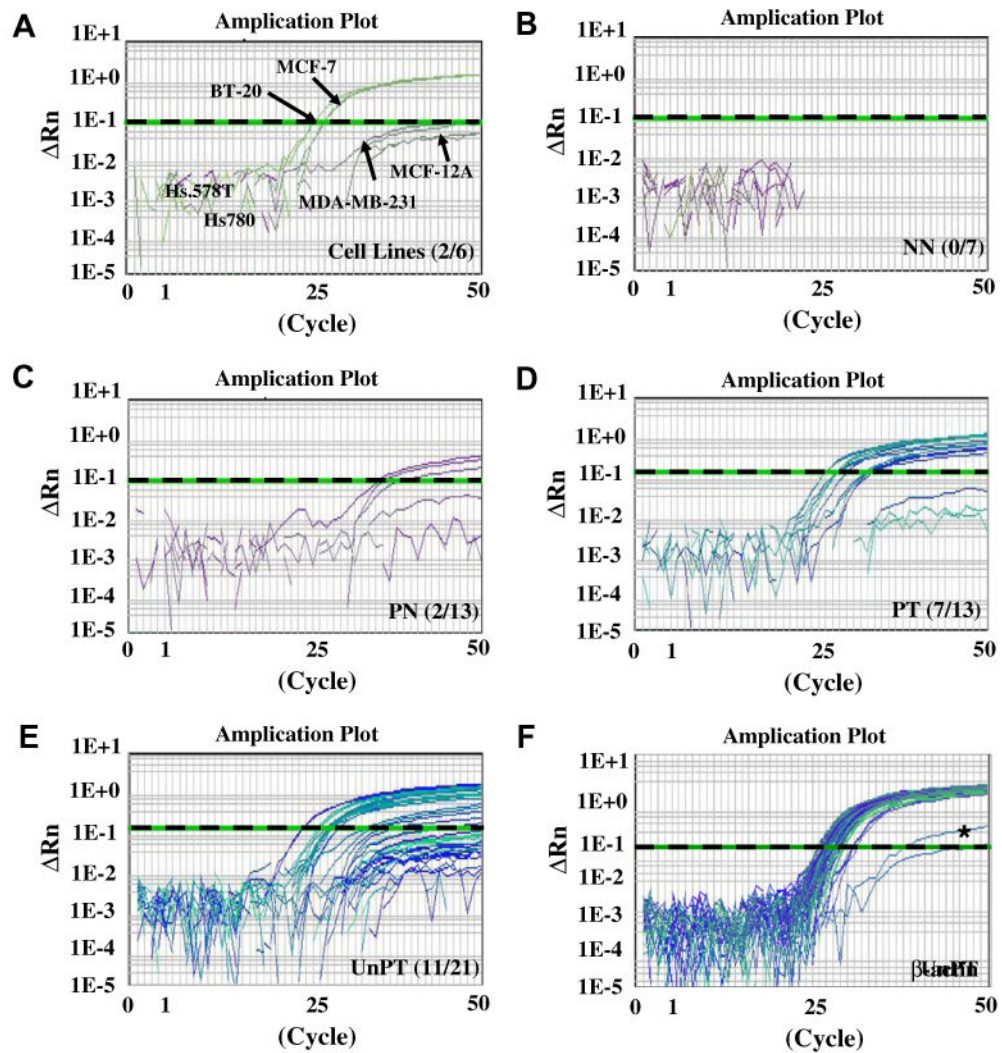 A
Amplication Plot
1E+1
1E+0
1E-1
1E-2
1E-3
1E-4
1E-5
ΔRn
MCF-7
BT-20
MCF-12A
Hs.578T
MDA-MB-231
Hs780
Cell Lines (2/6)
0 1 25 50
(Cycle)
B
Amplication Plot
1E+1
1E+0
1E-1
1E-2
1E-3
1E-4
1E-5
ΔRn
NN (0/7)
0 1 25 50
(Cycle)
C
Amplication Plot
1E+1
1E+0
1E-1
1E-2
1E-3
1E-4
1E-5
ΔRn
PN (2/13)
0 1 25 50
(Cycle)
D
Amplication Plot
1E+1
1E+0
1E-1
1E-2
1E-3
1E-4
1E-5
ΔRn
PT (7/13)
0 1 25 50
(Cycle)
E
Amplication Plot
1E+1
1E+0
1E-1
1E-2
1E-3
1E-4
1E-5
ΔRn
UnPT (11/21)
0 1 25 50
(Cycle)
F
Amplication Plot
1E+1
1E+0
1E-1
1E-2
1E-3
1E-4
1E-5
ΔRn
*
0 1 25 50
(Cycle)